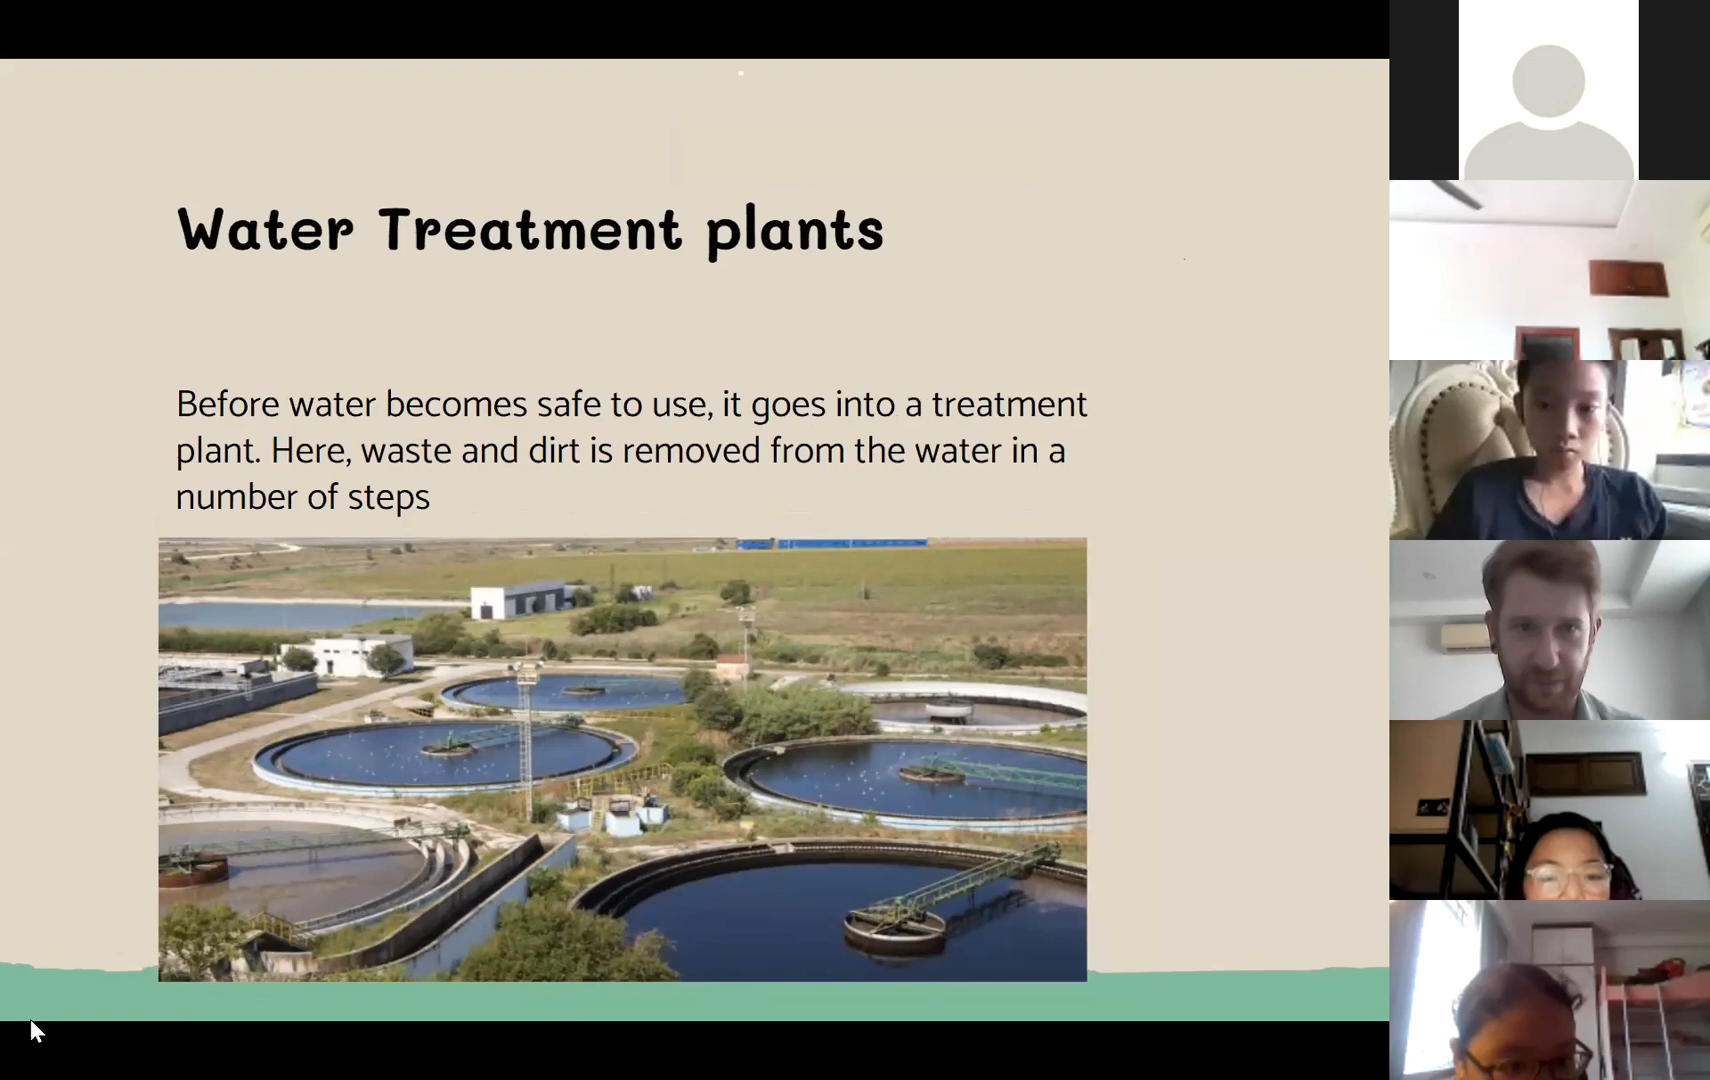 Water Treatment plants
Before water becomes safe to use, it goes into a treatment
plant. Here, waste and dirt is removed from the water in a
number of steps